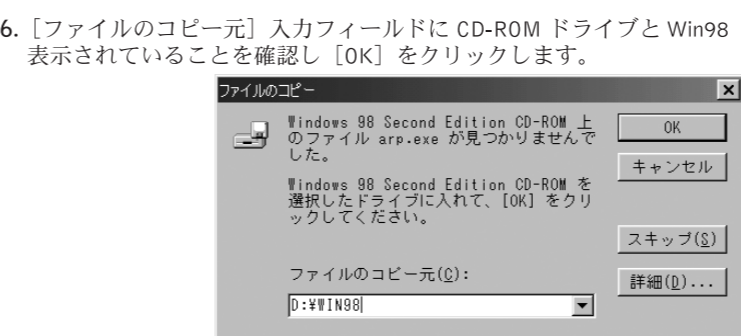 6. ［ファイルのコピー元］入力フィールドに CD-ROM ドライブと Win98
表示されていることを確認し［OK］をクリックします。
ファイルのコピー
Windows 98 Second Edition CD-ROM 上
のファイル arp.exe が見つかりませんで
した。
Windows 98 Second Edition CD-ROM を
選択したドライブに入れて、[OK] をクリ
ックしてください。
ファイルのコピー元(C):
D:¥WIN98
OK
キャンセル
スキップ(S)
詳細(D)...